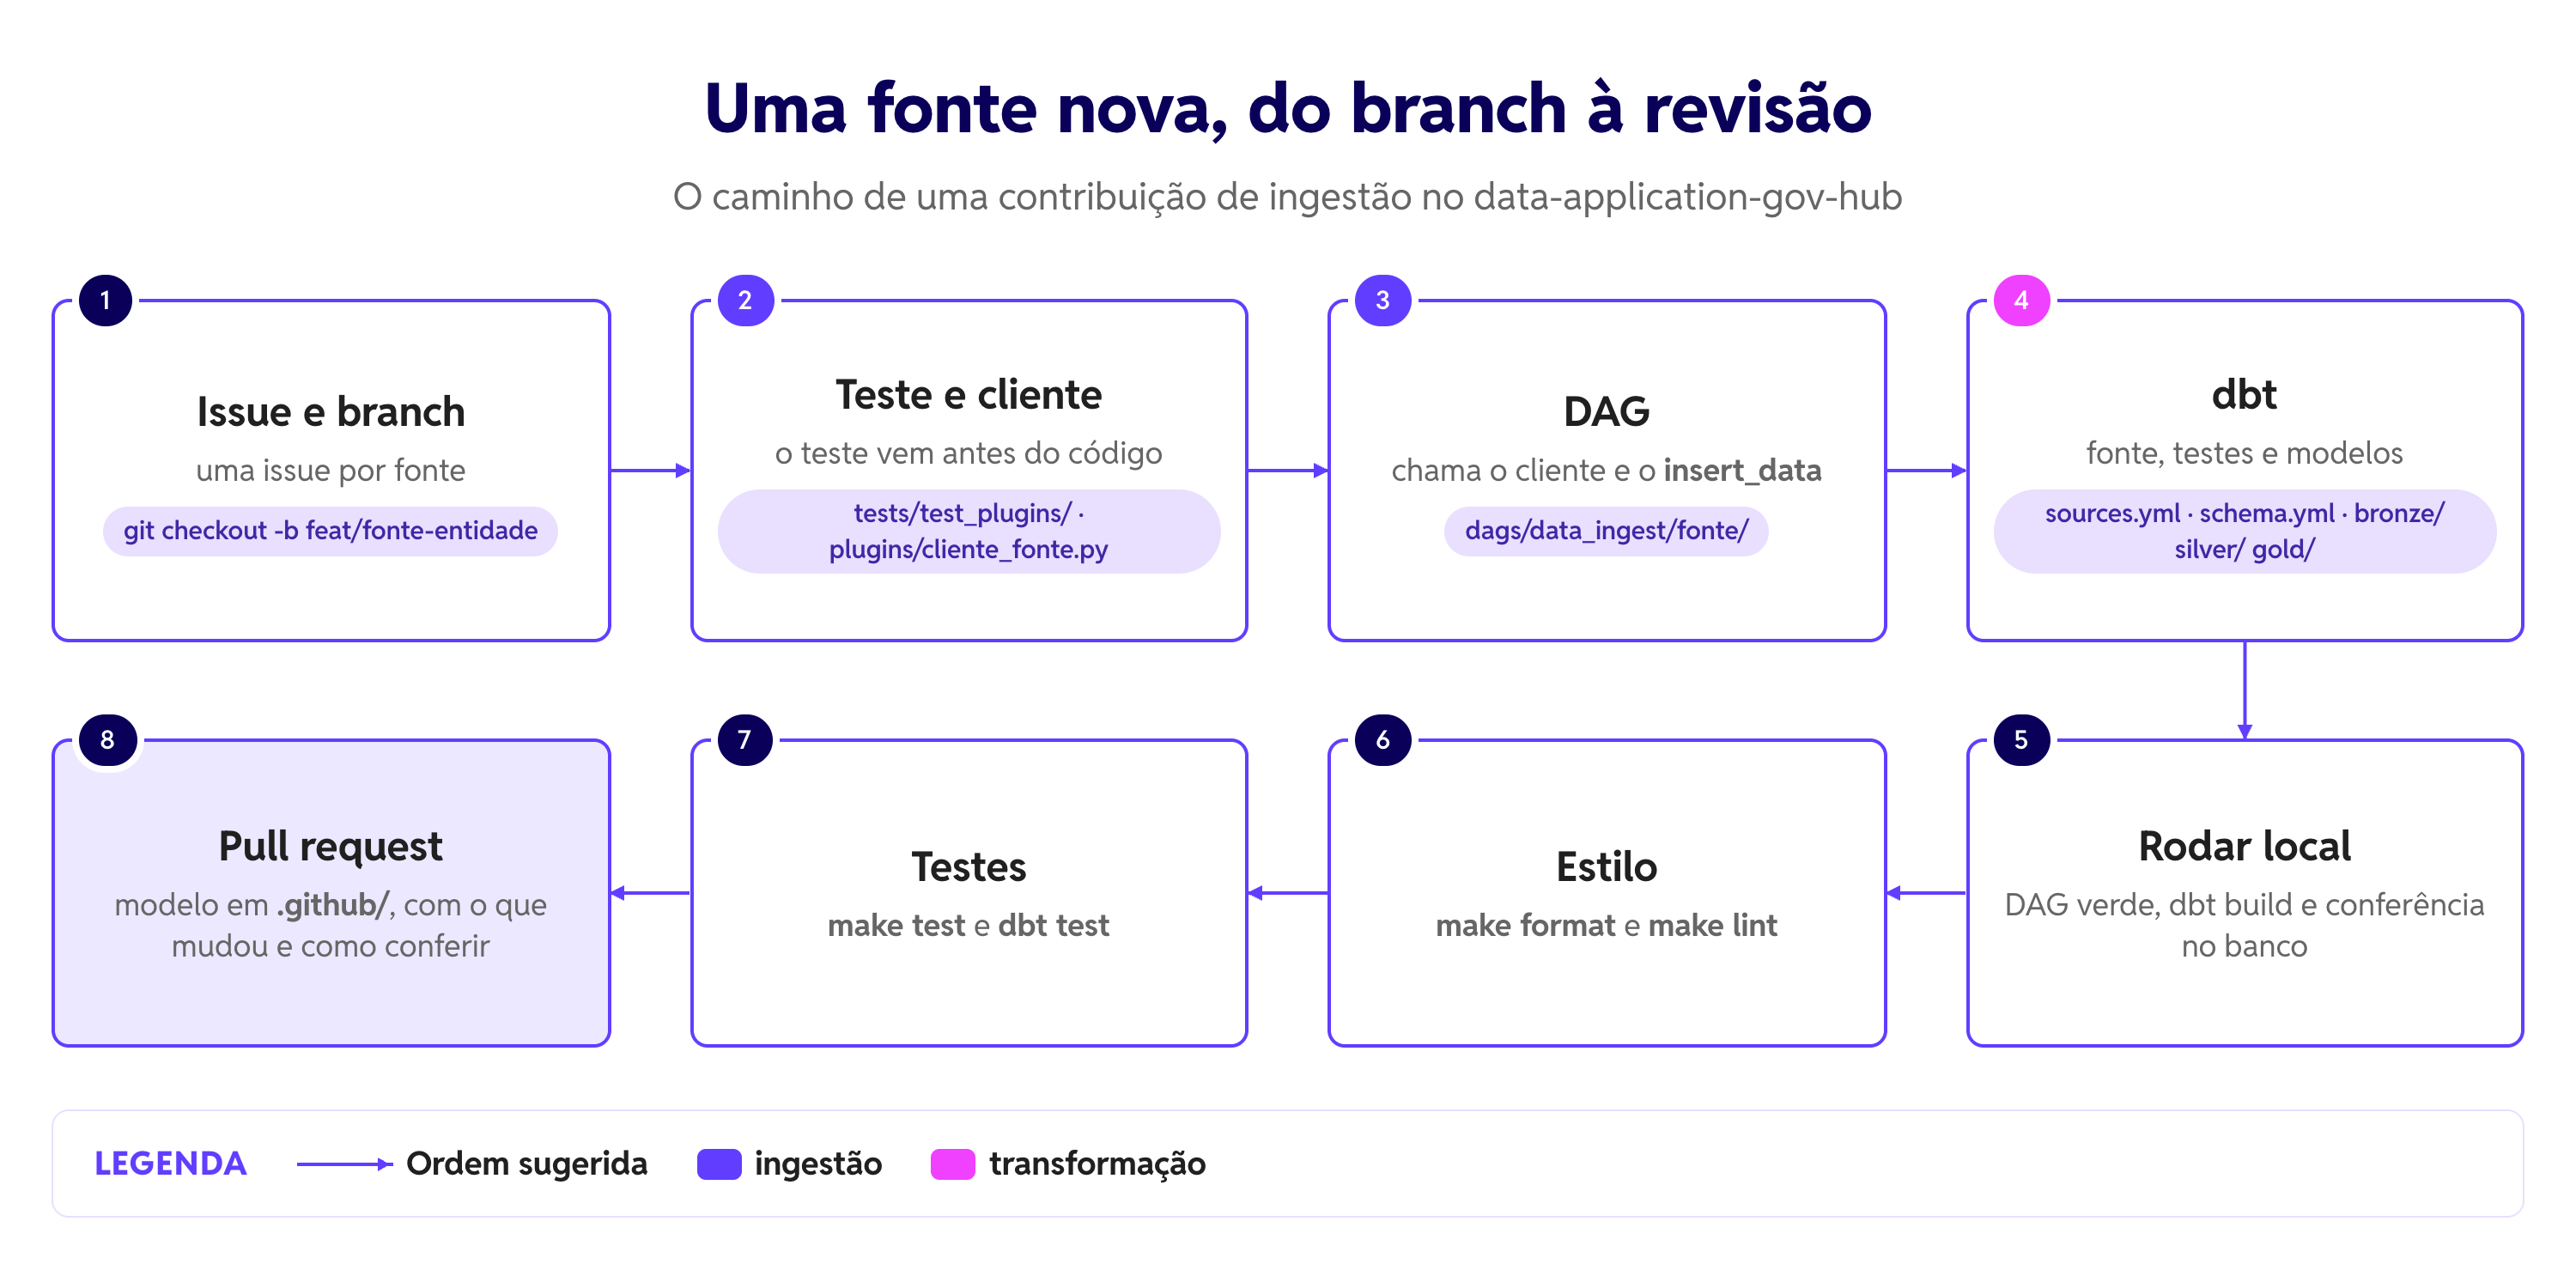 Uma fonte nova, do branch à revisão
O caminho de uma contribuição de ingestão no data-application-gov-hub
1
Issue e branch
uma issue por fonte
git checkout -b feat/fonte-entidade
2
Teste e cliente
o teste vem antes do código
tests/test_plugins/ ·
plugins/cliente_fonte.py
3
DAG
chama o cliente e o insert_data
dags/data_ingest/fonte/
4
dbt
fonte, testes e modelos
sources.yml · schema.yml · bronze/
silver/ gold/
5
Rodar local
DAG verde, dbt build e conferência
no banco
6
Estilo
make format e make lint
7
Testes
make test e dbt test
8
Pull request
modelo em .github/, com o que
mudou e como conferir
LEGENDA
Ordem sugerida
ingestão
transformação